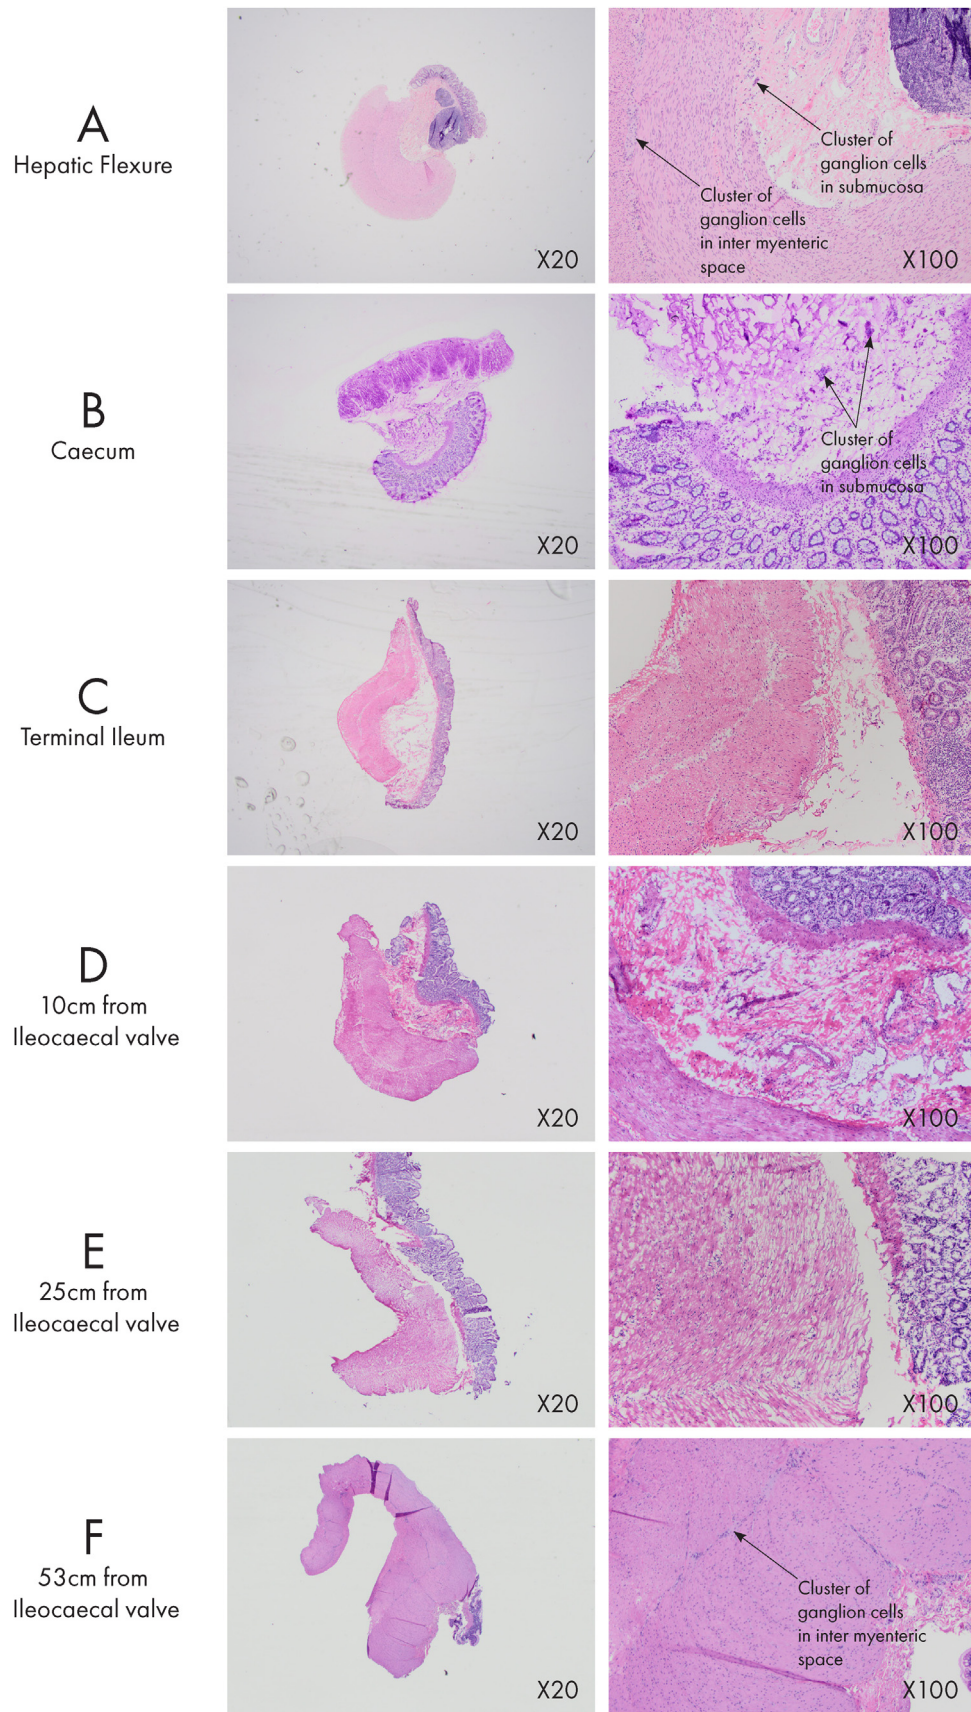 A
Hepatic Flexure
X20
Cluster of
ganglion cells
in submucosa
Cluster of
ganglion cells
in inter myenteric
space
X100
B
Caecum
X20
Cluster of
ganglion cells
in submucosa
X100
C
Terminal Ileum
X20
X100
D
10cm from
Ileocaecal valve
X20
X100
E
25cm from
Ileocaecal valve
X20
X100
F
53cm from
Ileocaecal valve
X20
Cluster of
ganglion cells
in inter myenteric
space
X100